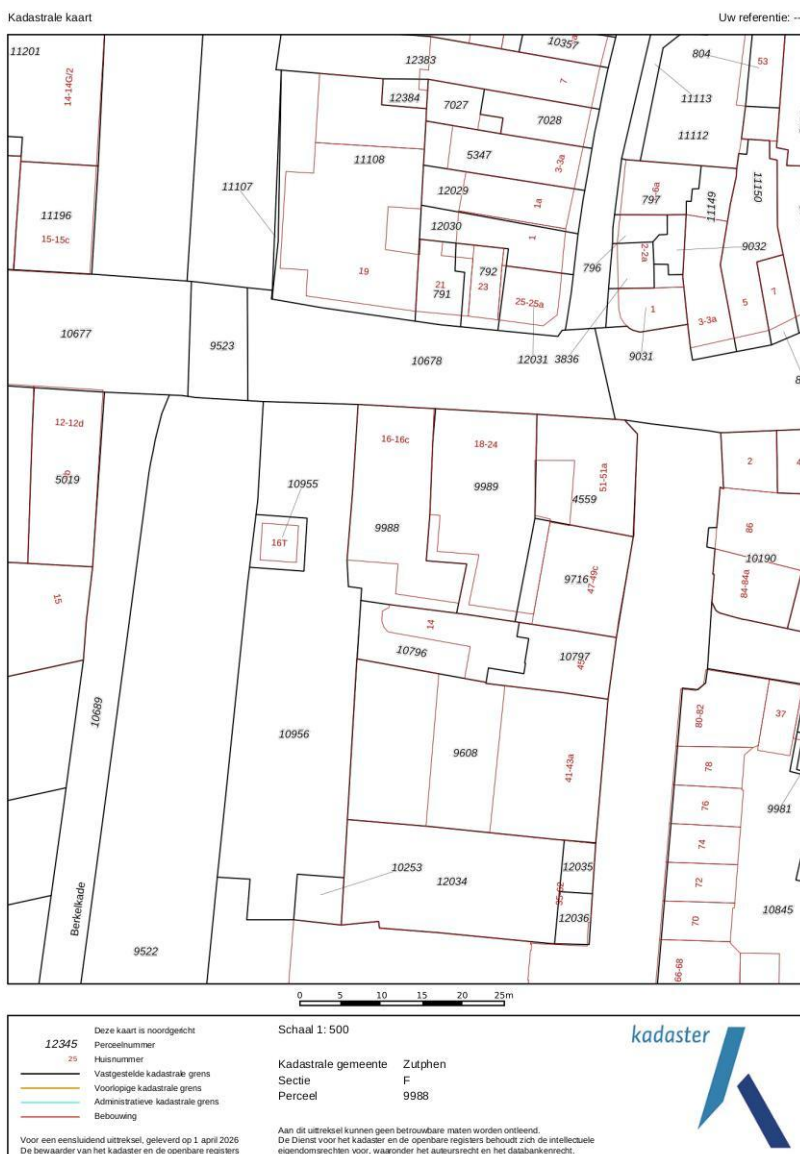 Kadastrale kaart
Uw referentie: --
11201
14-14G/2
12383
10357
804
53
7
11113
12384
7027
7028
11112
11108
5347
3-3a
11107
12029
1a
797
11149
11150
11196
15-15c
12030
1
2-2a
9032
796
19
21
791
792
23
25-25a
1
3-3a
5
7
10677
9523
10678
12031
3836
9031
8
12-12d
5019
16-16c
18-24
51-51a
2
4
10955
9989
4559
86
16T
9988
9716
47-49c
10190
84-84a
15
14
10796
10797
45
10689
10956
9608
41-43a
80-82
37
78
76
9981
74
10253
12034
12035
72
12036
70
10845
Berkelkade
9522
66-68
0 5 10 15 20 25m
Deze kaart is noordgericht
12345 Perceelnummer
25 Huisnummer
Vastgestelde kadastrale grens
Voorlopige kadastrale grens
Administratieve kadastrale grens
Bebouwing
Schaal 1: 500
Kadastrale gemeente Zutphen
Sectie F
Perceel 9988
kadaster
Voor een eensluidend uittreksel, geleverd op 1 april 2026
De bewaarder van het kadaster en de openbare registers
Aan dit uittreksel kunnen geen betrouwbare maten worden ontleend.
De Dienst voor het kadaster en de openbare registers behoudt zich de intellectuele
eigendomsrechten voor, waaronder het auteursrecht en het databankenrecht.